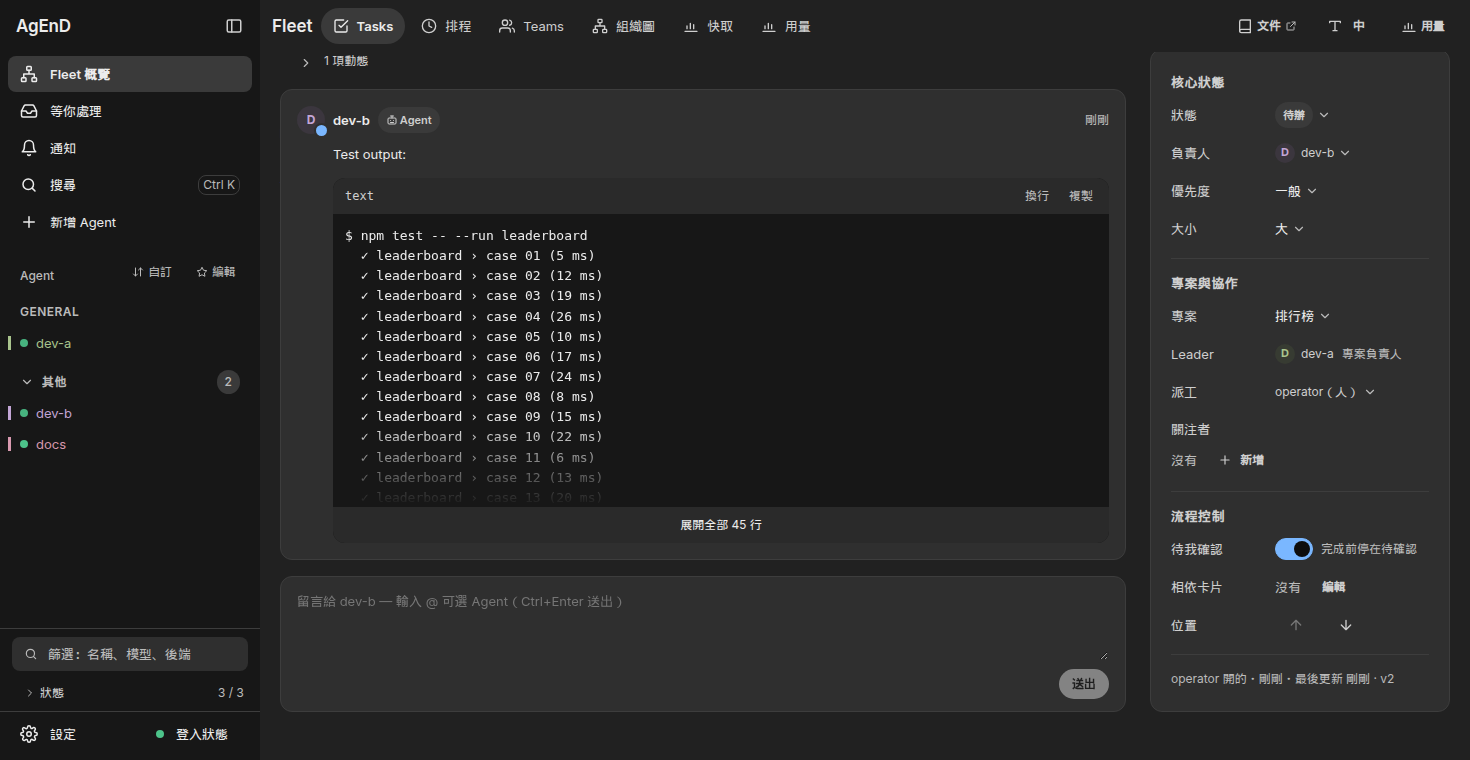 AgEnD
Fleet 概覽
等你處理
通知
搜尋
Ctrl K
新增 Agent
Agent
自訂
編輯
GENERAL
dev-a
其他
2
dev-b
docs
篩選：名稱、模型、後端
狀態
3 / 3
設定
登入狀態
Fleet
Tasks
排程
Teams
組織圖
快取
用量
文件
中
用量
1 項動態
D
dev-b
Agent
剛剛
Test output:
text
換行
複製
$ npm test -- --run leaderboard
✓ leaderboard › case 01 (5 ms)
✓ leaderboard › case 02 (12 ms)
✓ leaderboard › case 03 (19 ms)
✓ leaderboard › case 04 (26 ms)
✓ leaderboard › case 05 (10 ms)
✓ leaderboard › case 06 (17 ms)
✓ leaderboard › case 07 (24 ms)
✓ leaderboard › case 08 (8 ms)
✓ leaderboard › case 09 (15 ms)
✓ leaderboard › case 10 (22 ms)
✓ leaderboard › case 11 (6 ms)
✓ leaderboard › case 12 (13 ms)
✓ leaderboard › case 13 (20 ms)
展開全部 45 行
留言給 dev-b — 輸入 @ 可選 Agent（Ctrl+Enter 送出）
送出
核心狀態
狀態
待辦
負責人
D dev-b
優先度
一般
大小
大
專案與協作
專案
排行榜
Leader
D dev-a 專案負責人
派工
operator（人）
關注者
沒有
新增
流程控制
待我確認
完成前停在待確認
相依卡片
沒有
編輯
位置
operator 開的・剛剛・最後更新 剛剛 · v2